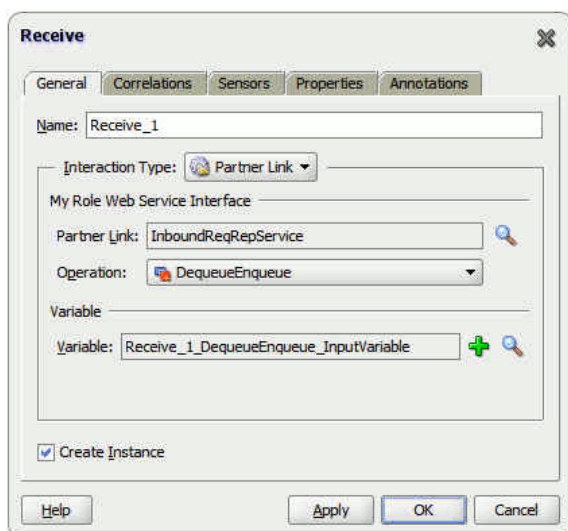 Receive
General Correlations Sensors Properties Annotations
Name: Receive_1
Interaction Type: Partner Link
My Role Web Service Interface
Partner Link: InboundReqRepService
Operation: DequeueEnqueue
Variable
Variable: Receive_1_DequeueEnqueue_InputVariable
Create Instance
Help Apply OK Cancel